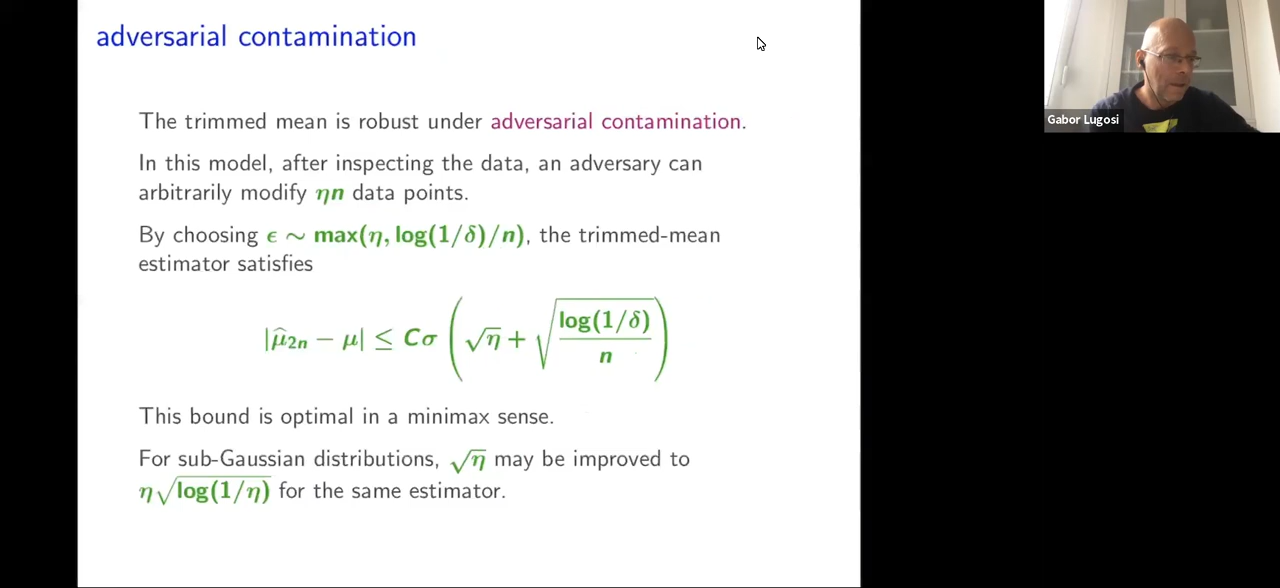 adversarial contamination
The trimmed mean is robust under adversarial contamination.
In this model, after inspecting the data, an adversary can
arbitrarily modify ηn data points.
By choosing ϵ ∼ max(η, log(1/δ)/n), the trimmed-mean
estimator satisfies
|μ̂₂ₙ − μ| ≤ Cσ (√η + √(log(1/δ)/n))
This bound is optimal in a minimax sense.
For sub-Gaussian distributions, √η may be improved to
η√log(1/η) for the same estimator.
Gabor Lugosi